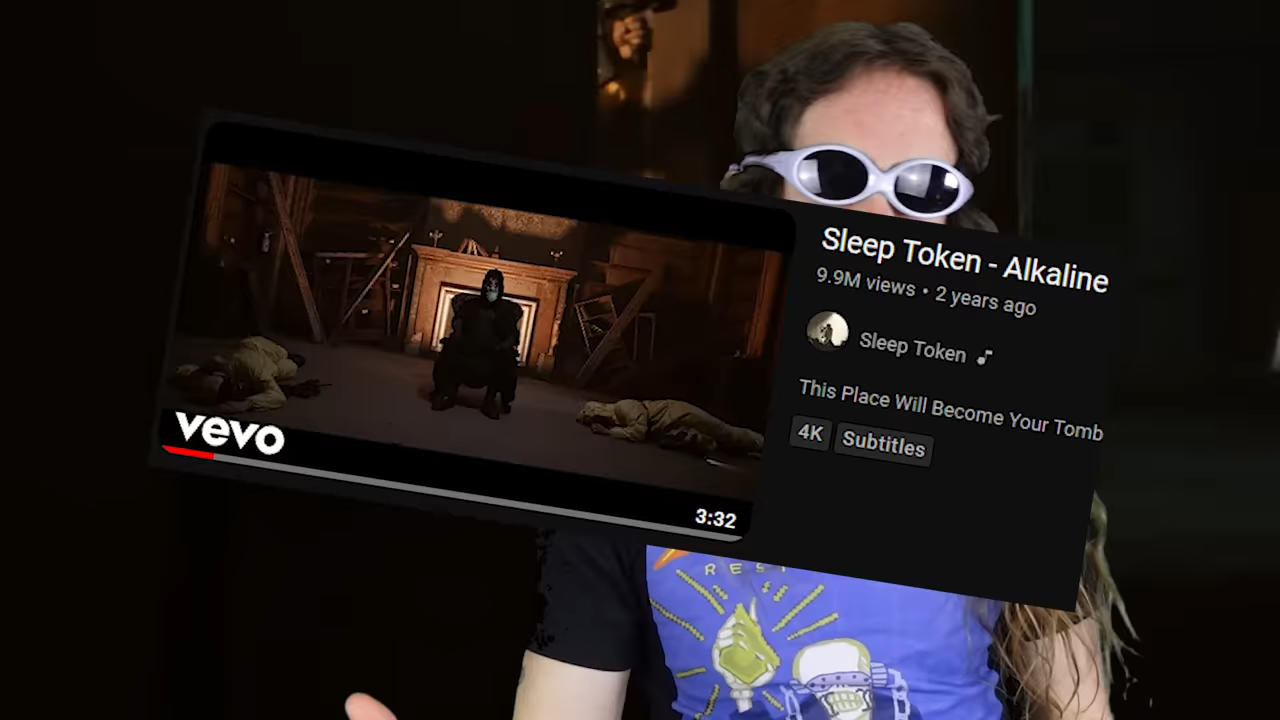 Sleep Token - Alkaline
9.9M views • 2 years ago
Sleep Token
This Place Will Become Your Tomb
4K Subtitles
vevo
3:32
REST